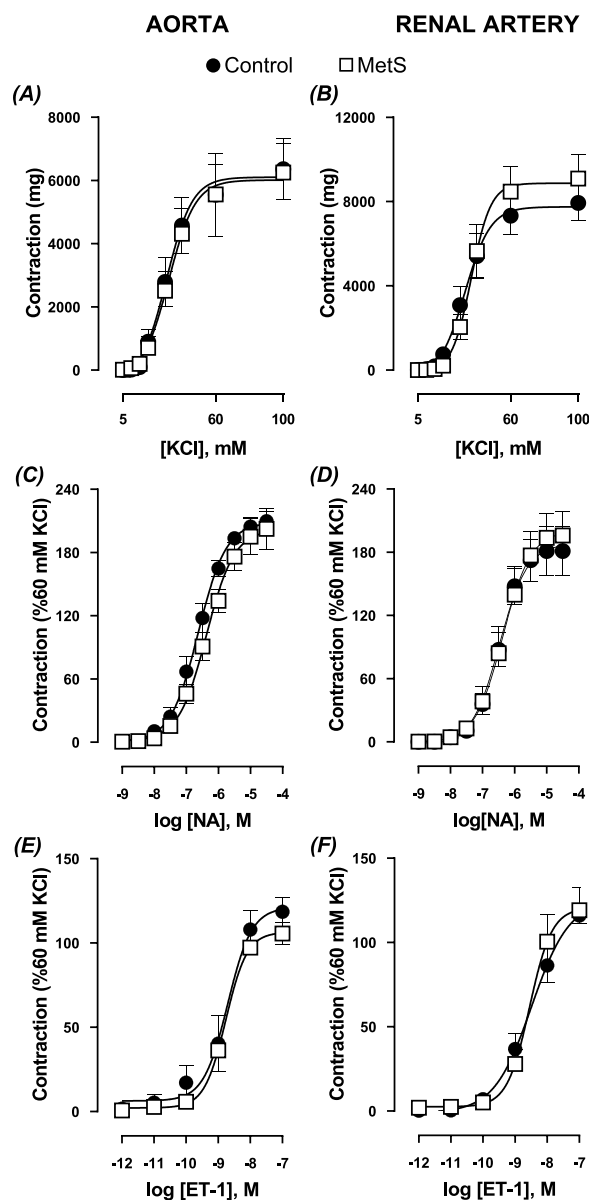 AORTA RENAL ARTERY
Control MetS
(A) (B)
8000 12000
6000
8000
4000
4000
2000
0 0
Contraction (mg) Contraction (mg)
5 60 100 5 60 100
[KCl], mM [KCl], mM
(C) (D)
240 240
180 180
120 120
60 60
0 0
Contraction (%60 mM KCl) Contraction (%60 mM KCl)
-9 -8 -7 -6 -5 -4 -9 -8 -7 -6 -5 -4
log [NA], M log[NA], M
(E) (F)
150 150
100 100
50 50
0 0
Contraction (%60 mM KCl) Contraction (%60 mM KCl)
-12 -11 -10 -9 -8 -7 -12 -11 -10 -9 -8 -7
log [ET-1], M log [ET-1], M